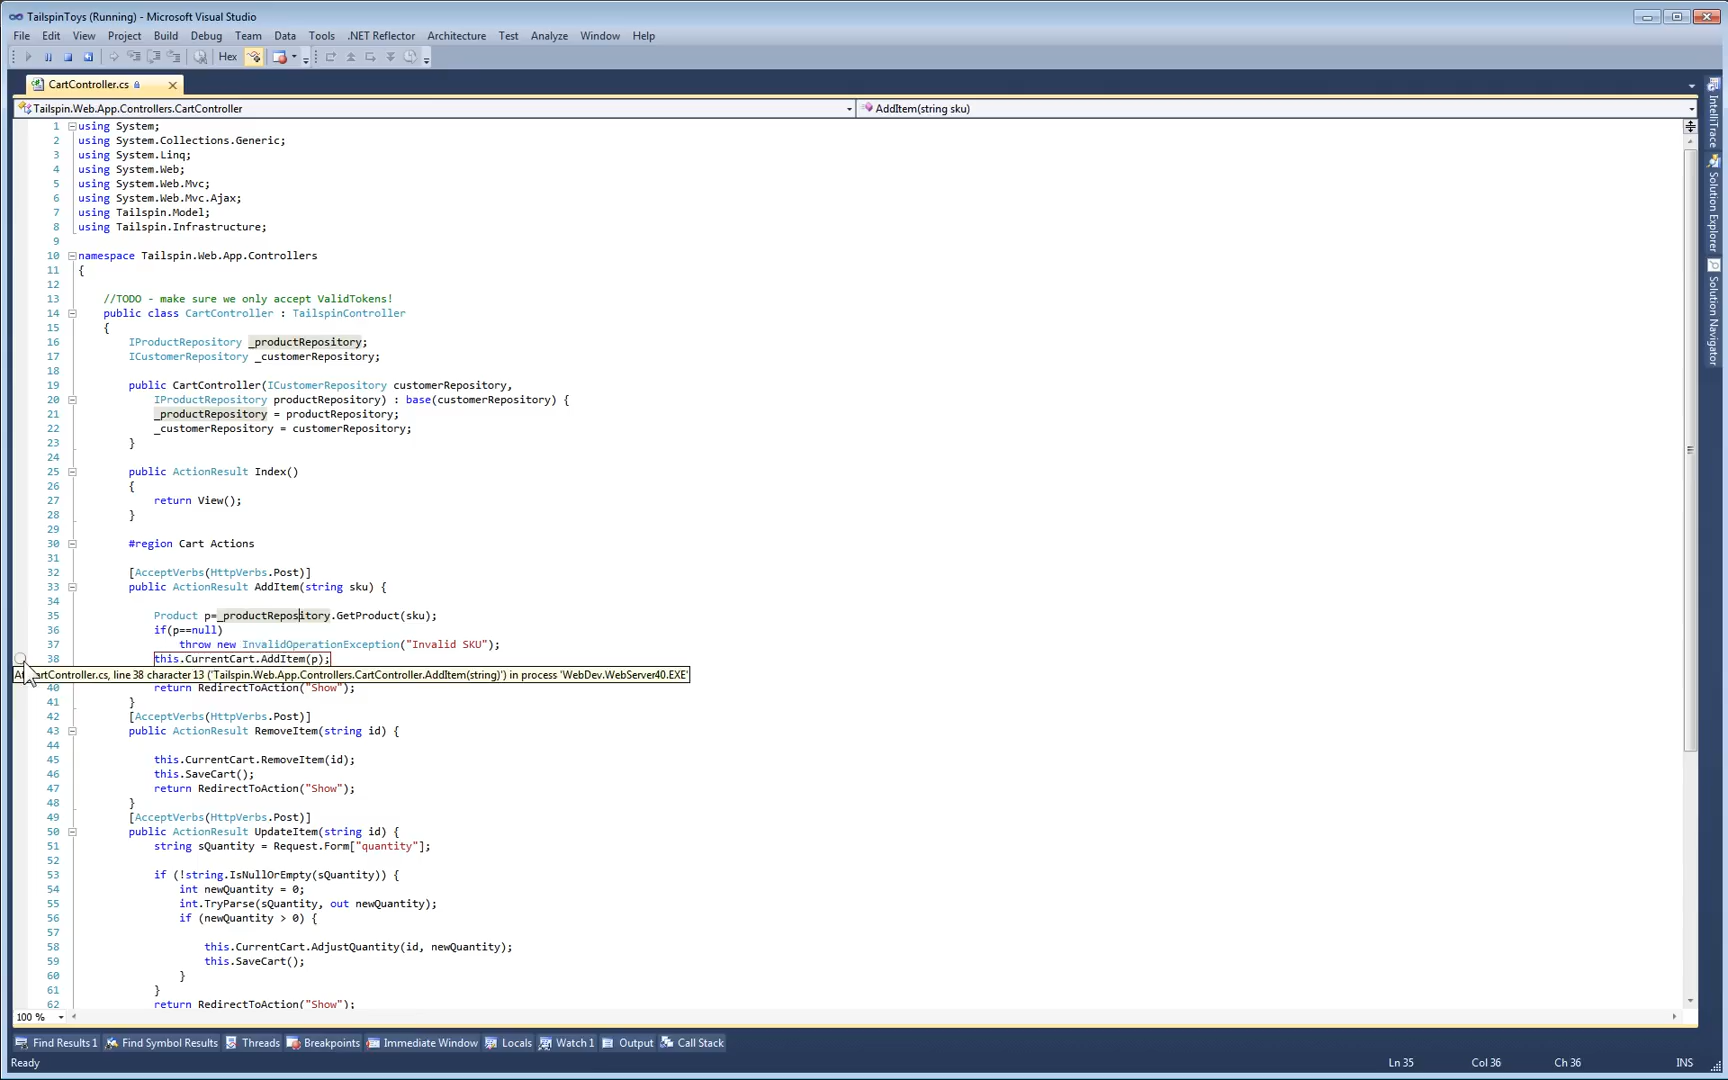 TailspinToys (Running) - Microsoft Visual Studio
File Edit View Project Build Debug Team Data Tools .NET Reflector Architecture Test Analyze Window Help
Hex
CartController.cs
Tailspin.Web.App.Controllers.CartController AddItem(string sku)
1 using System;
2 using System.Collections.Generic;
3 using System.Linq;
4 using System.Web;
5 using System.Web.Mvc;
6 using System.Web.Mvc.Ajax;
7 using Tailspin.Model;
8 using Tailspin.Infrastructure;
9
10 namespace Tailspin.Web.App.Controllers
11 {
12
13 //TODO - make sure we only accept ValidTokens!
14 public class CartController : TailspinController
15 {
16 IProductRepository _productRepository;
17 ICustomerRepository _customerRepository;
18
19 public CartController(ICustomerRepository customerRepository,
20 IProductRepository productRepository) : base(customerRepository) {
21 _productRepository = productRepository;
22 _customerRepository = customerRepository;
23 }
24
25 public ActionResult Index()
26 {
27 return View();
28 }
29
30 #region Cart Actions
31
32 [AcceptVerbs(HttpVerbs.Post)]
33 public ActionResult AddItem(string sku) {
34
35 Product p=_productRepository.GetProduct(sku);
36 if(p==null)
37 throw new InvalidOperationException("Invalid SKU");
38 this.CurrentCart.AddItem(p);
line 38 character 13 ('Tailspin.Web.App.Controllers.CartController.AddItem(string)') in process 'WebDev.WebServer40.EXE'
40 return RedirectToAction("Show");
41 }
42 [AcceptVerbs(HttpVerbs.Post)]
43 public ActionResult RemoveItem(string id) {
44
45 this.CurrentCart.RemoveItem(id);
46 this.SaveCart();
47 return RedirectToAction("Show");
48 }
49 [AcceptVerbs(HttpVerbs.Post)]
50 public ActionResult UpdateItem(string id) {
51 string sQuantity = Request.Form["quantity"];
52
53 if (!string.IsNullOrEmpty(sQuantity)) {
54 int newQuantity = 0;
55 int.TryParse(sQuantity, out newQuantity);
56 if (newQuantity > 0) {
57
58 this.CurrentCart.AdjustQuantity(id, newQuantity);
59 this.SaveCart();
60 }
61 }
62 return RedirectToAction("Show");
100 %
IntelliTrace
Solution Explorer
Solution Navigator
Find Results 1 Find Symbol Results Threads Breakpoints Immediate Window Locals Watch 1 Output Call Stack
Ready Ln 35 Col 36 Ch 36 INS